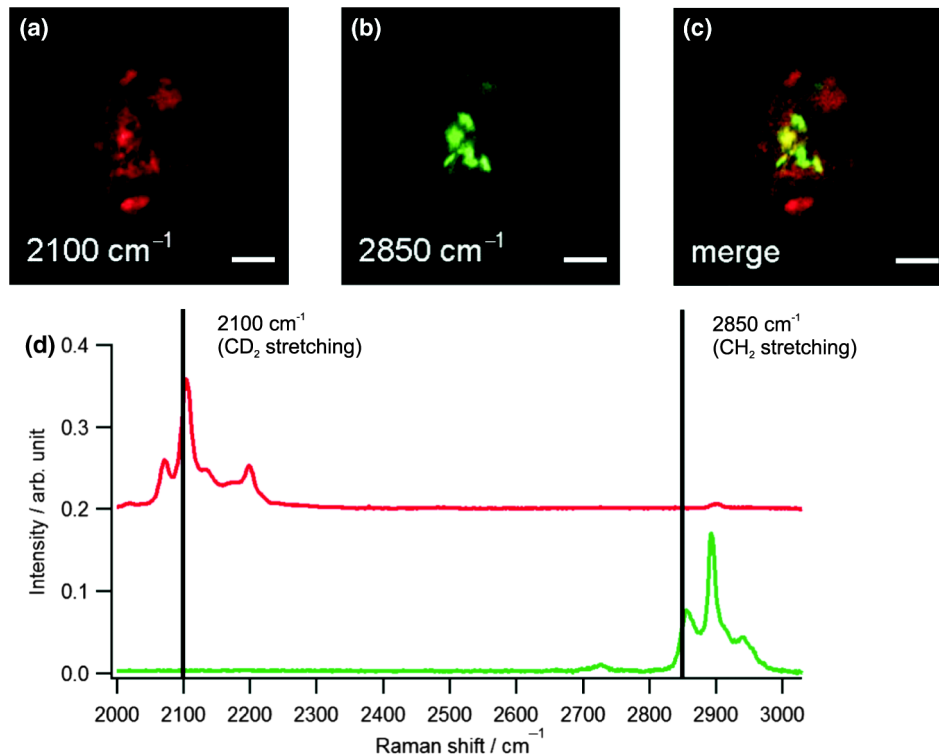 (a)
2100 cm⁻¹
(b)
2850 cm⁻¹
(c)
merge
(d)
2100 cm⁻¹
(CD₂ stretching)
2850 cm⁻¹
(CH₂ stretching)
0.4
0.3
0.2
0.1
0.0
Intensity / arb. unit
2000 2100 2200 2300 2400 2500 2600 2700 2800 2900 3000
Raman shift / cm⁻¹